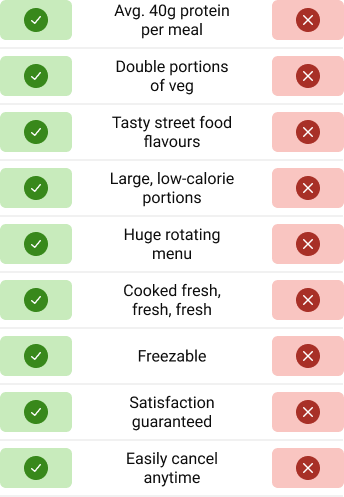 Avg. 40g protein
per meal
Double portions
of veg
Tasty street food
flavours
Large, low-calorie
portions
Huge rotating
menu
Cooked fresh,
fresh, fresh
Freezable
Satisfaction
guaranteed
Easily cancel
anytime